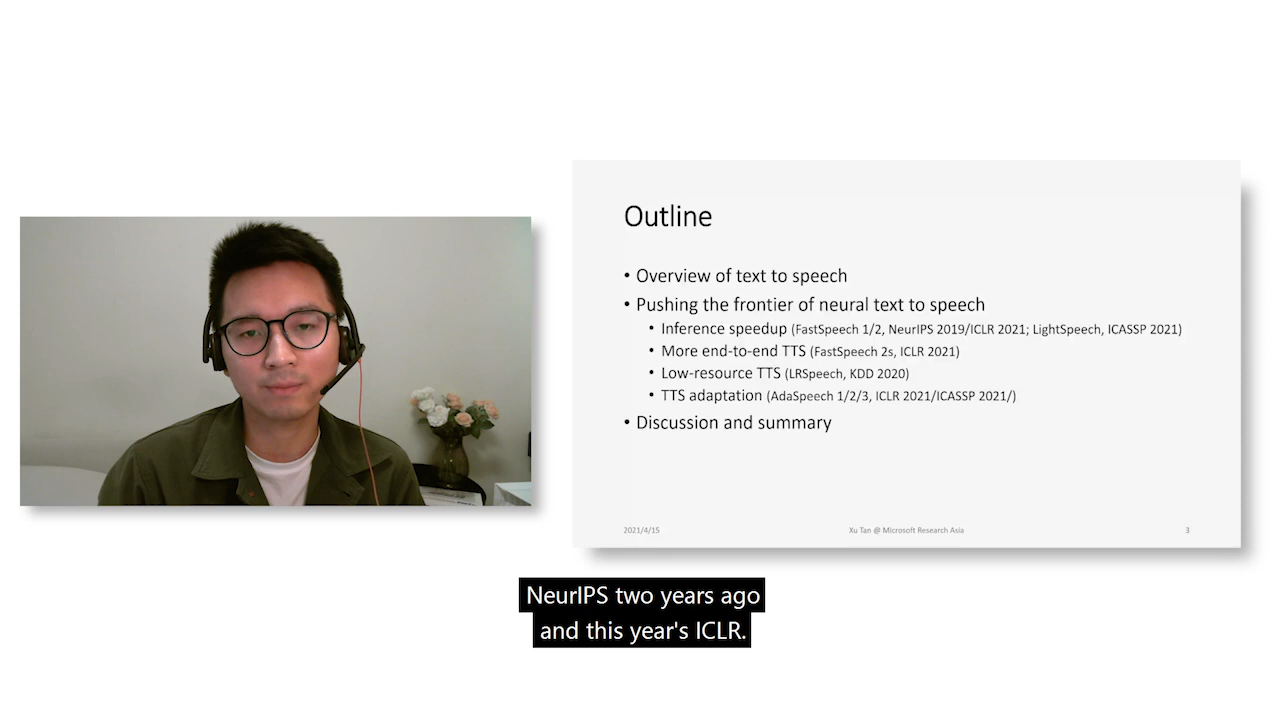 Outline
• Overview of text to speech
• Pushing the frontier of neural text to speech
• Inference speedup (FastSpeech 1/2, NeurIPS 2019/ICLR 2021; LightSpeech, ICASSP 2021)
• More end-to-end TTS (FastSpeech 2s, ICLR 2021)
• Low-resource TTS (LRSpeech, KDD 2020)
• TTS adaptation (AdaSpeech 1/2/3, ICLR 2021/ICASSP 2021/)
• Discussion and summary
2021/4/15 Xu Tan @ Microsoft Research Asia 3
NeurIPS two years ago
and this year's ICLR.